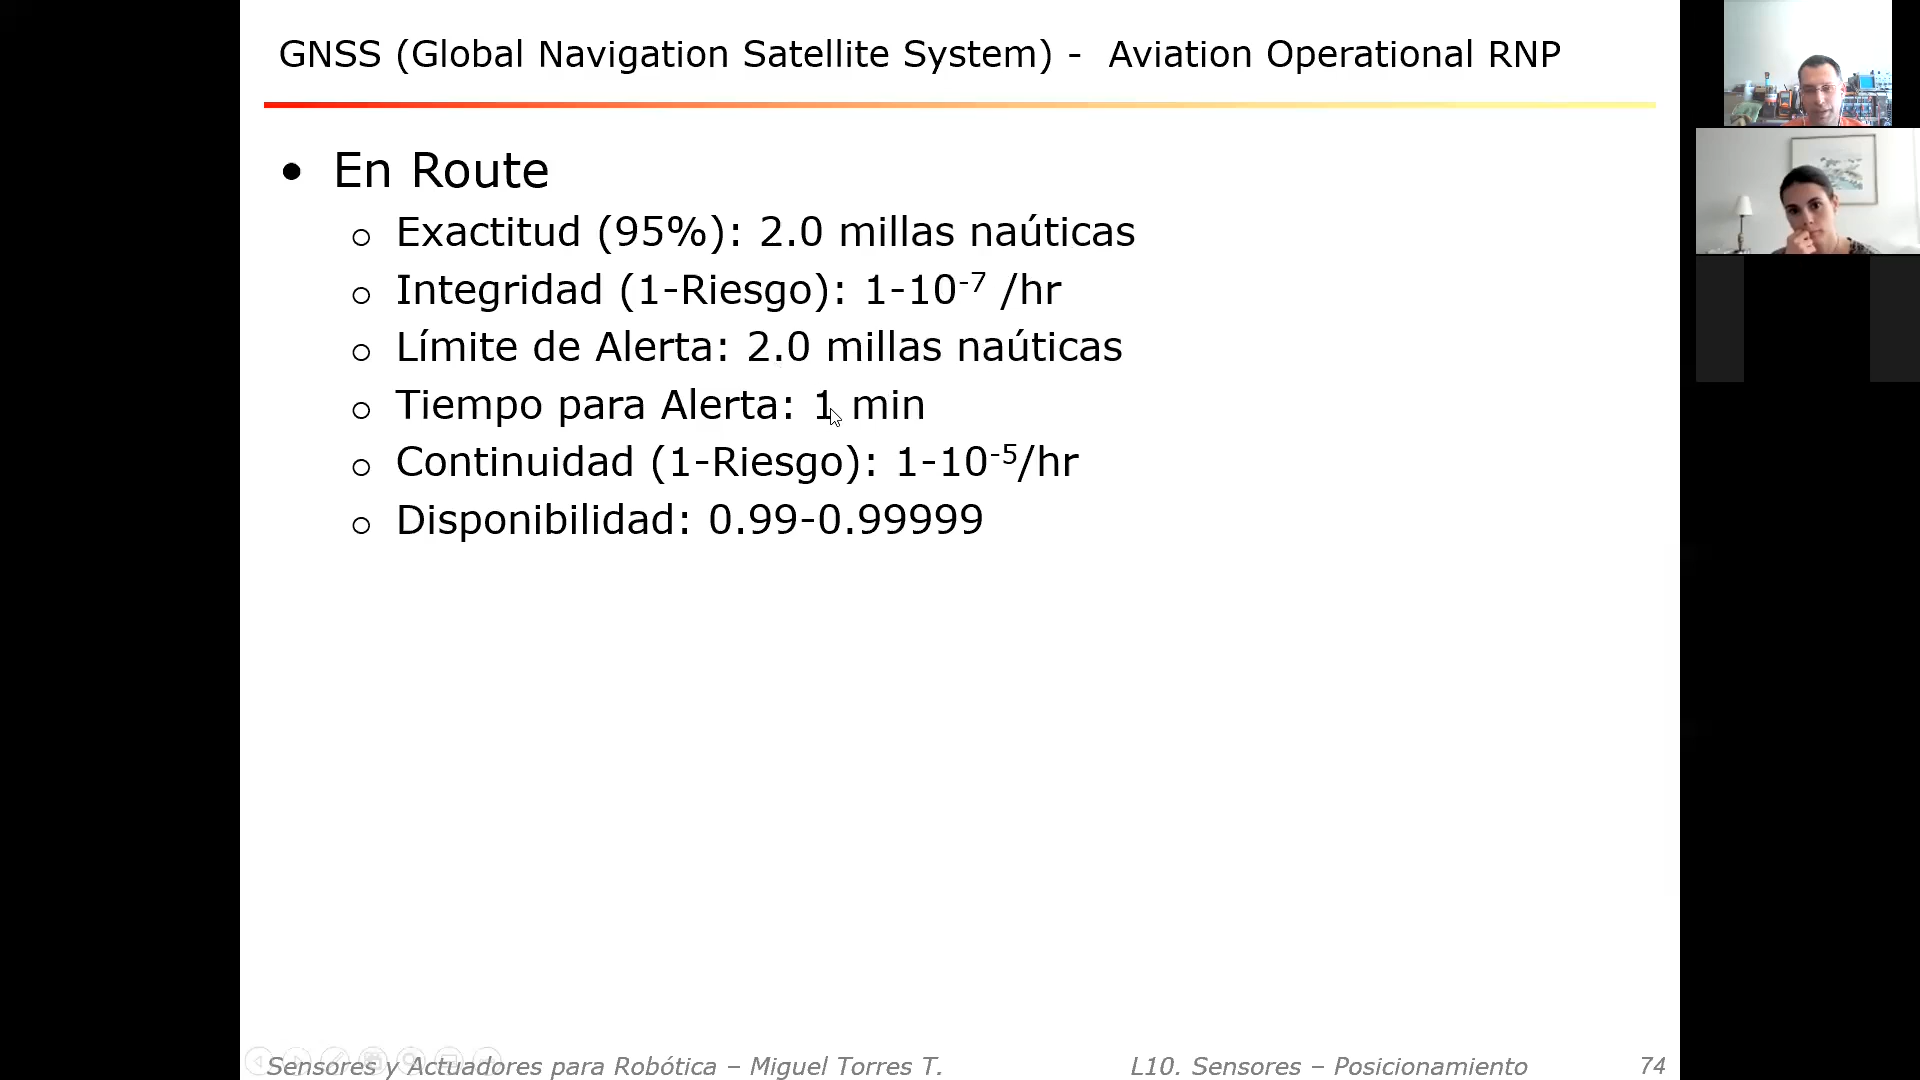 GNSS (Global Navigation Satellite System) - Aviation Operational RNP
• En Route
o Exactitud (95%): 2.0 millas naúticas
o Integridad (1-Riesgo): 1-10⁻⁷ /hr
o Límite de Alerta: 2.0 millas naúticas
o Tiempo para Alerta: 1 min
o Continuidad (1-Riesgo): 1-10⁻⁵/hr
o Disponibilidad: 0.99-0.99999
Sensores y Actuadores para Robótica – Miguel Torres T. L10. Sensores – Posicionamiento 74